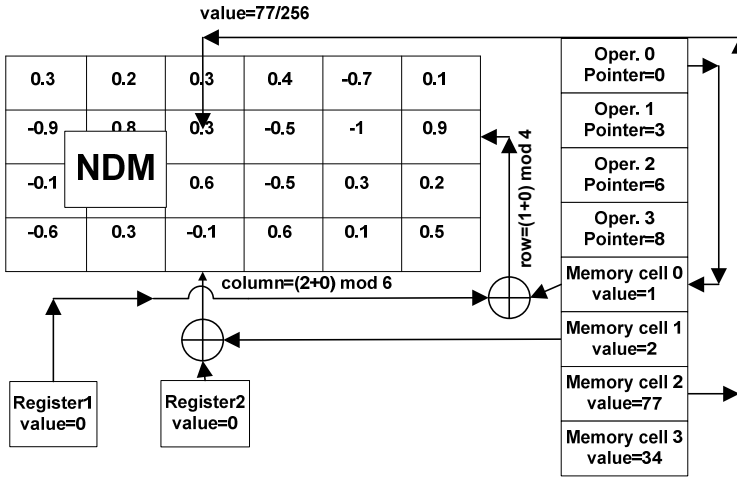 value=77/256
0.3 0.2 0.3 0.4 -0.7 0.1
-0.9 0.8 0.3 -0.5 -1 0.9
-0.1 0.6 -0.5 0.3 0.2
NDM
-0.6 0.3 -0.1 0.6 0.1 0.5
column=(2+0) mod 6
row=(1+0) mod 4
Register1
value=0
Register2
value=0
Oper. 0
Pointer=0
Oper. 1
Pointer=3
Oper. 2
Pointer=6
Oper. 3
Pointer=8
Memory cell 0
value=1
Memory cell 1
value=2
Memory cell 2
value=77
Memory cell 3
value=34